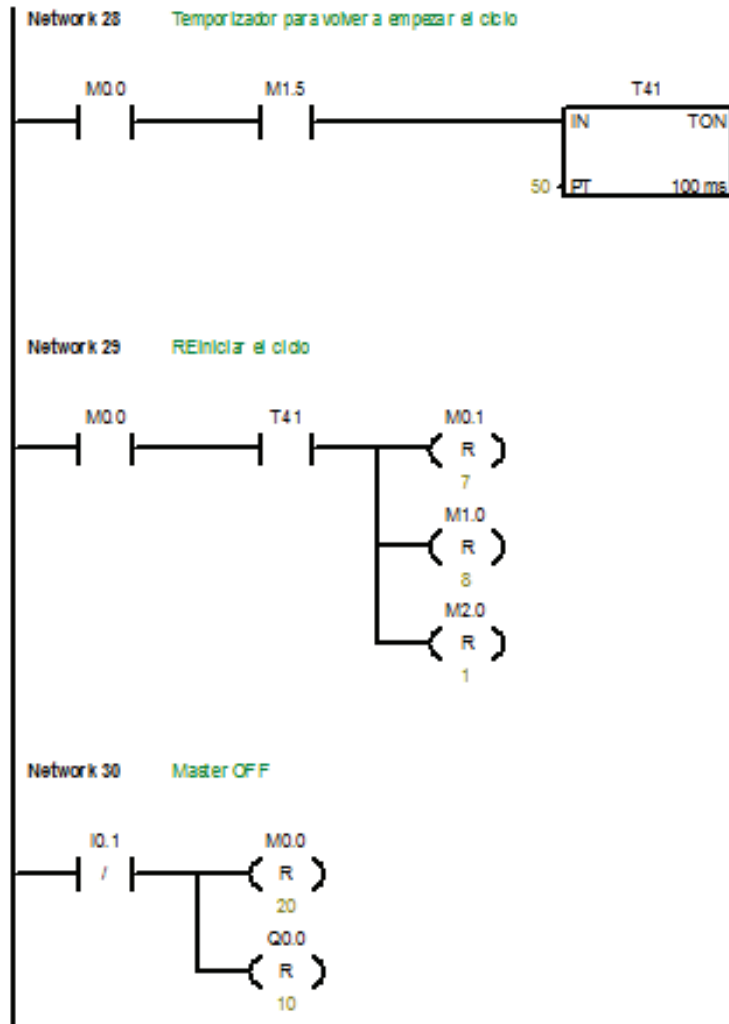 Network 28 Temporizador para volver a empezar el ciclo
M0.0 M1.5 T41
IN TON
50 PT 100 ms
Network 29 REiniciar el ciclo
M0.0 T41 M0.1
R
7
M1.0
R
8
M2.0
R
1
Network 30 Master OFF
I0.1 M0.0
/ R
20
Q0.0
R
10